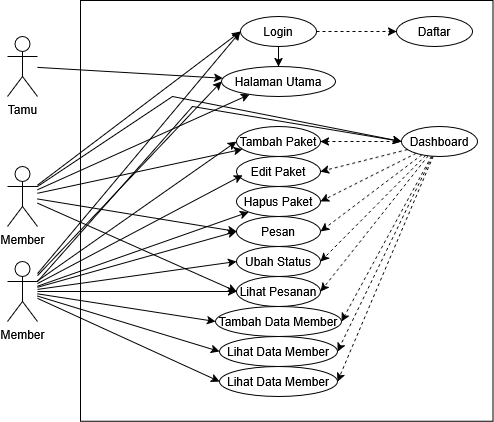 Login
Daftar
Halaman Utama
Tamu
Tambah Paket
Dashboard
Edit Paket
Hapus Paket
Member
Pesan
Ubah Status
Lihat Pesanan
Member
Tambah Data Member
Lihat Data Member
Lihat Data Member